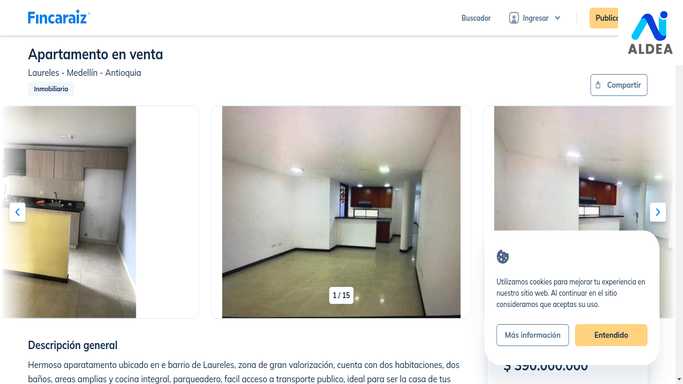 Fincaraiz
Buscador
Ingresar
Publica
ALDEA
Apartamento en venta
Laureles - Medellín - Antioquia
Inmobiliario
Compartir
1 / 15
Utilizamos cookies para mejorar tu experiencia en
nuestro sitio web. Al continuar en el sitio
consideramos que aceptas su uso.
Más información
Entendido
$ 390.000.000
Descripción general
Hermoso aparatamento ubicado en e barrio de Laureles, zona de gran valorización, cuenta con dos habitaciones, dos
baños, areas amplias y cocina integral, parqueadero, facil acceso a transporte publico, ideal para ser la casa de tus